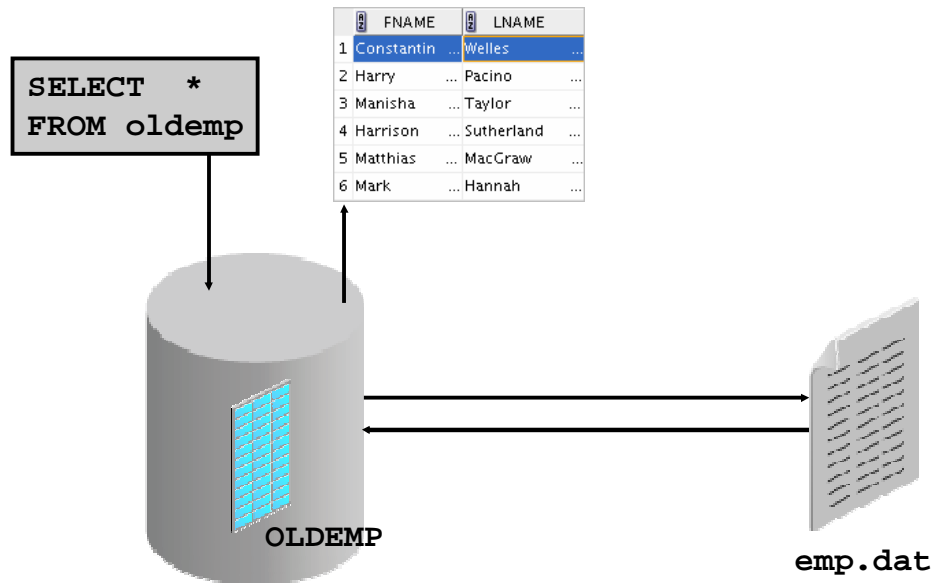 FNAME LNAME
1 Constantin ... Welles ...
2 Harry ... Pacino ...
3 Manisha ... Taylor ...
4 Harrison ... Sutherland ...
5 Matthias ... MacGraw ...
6 Mark ... Hannah ...
SELECT *
FROM oldemp
OLDEMP
emp.dat